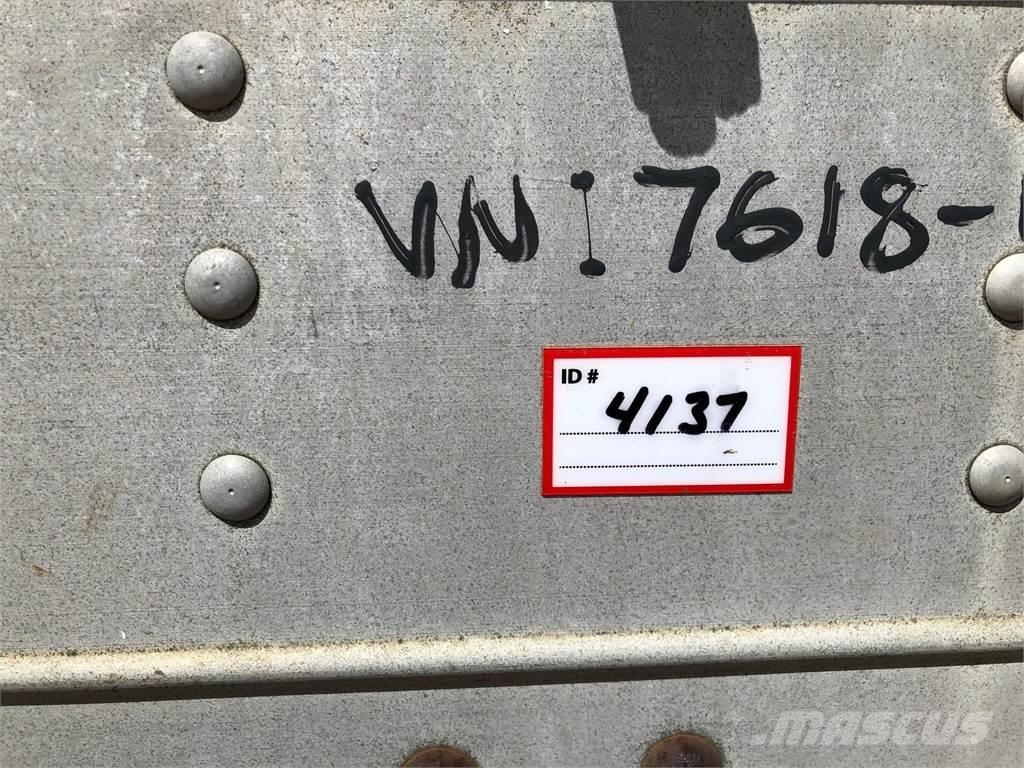 VN: 7618-
ID #
4137
mascus